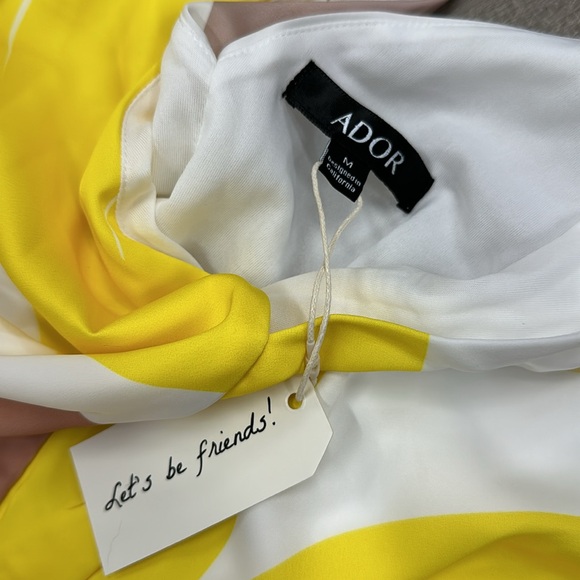 ADOR
M
Designed in
California
Let's be friends!